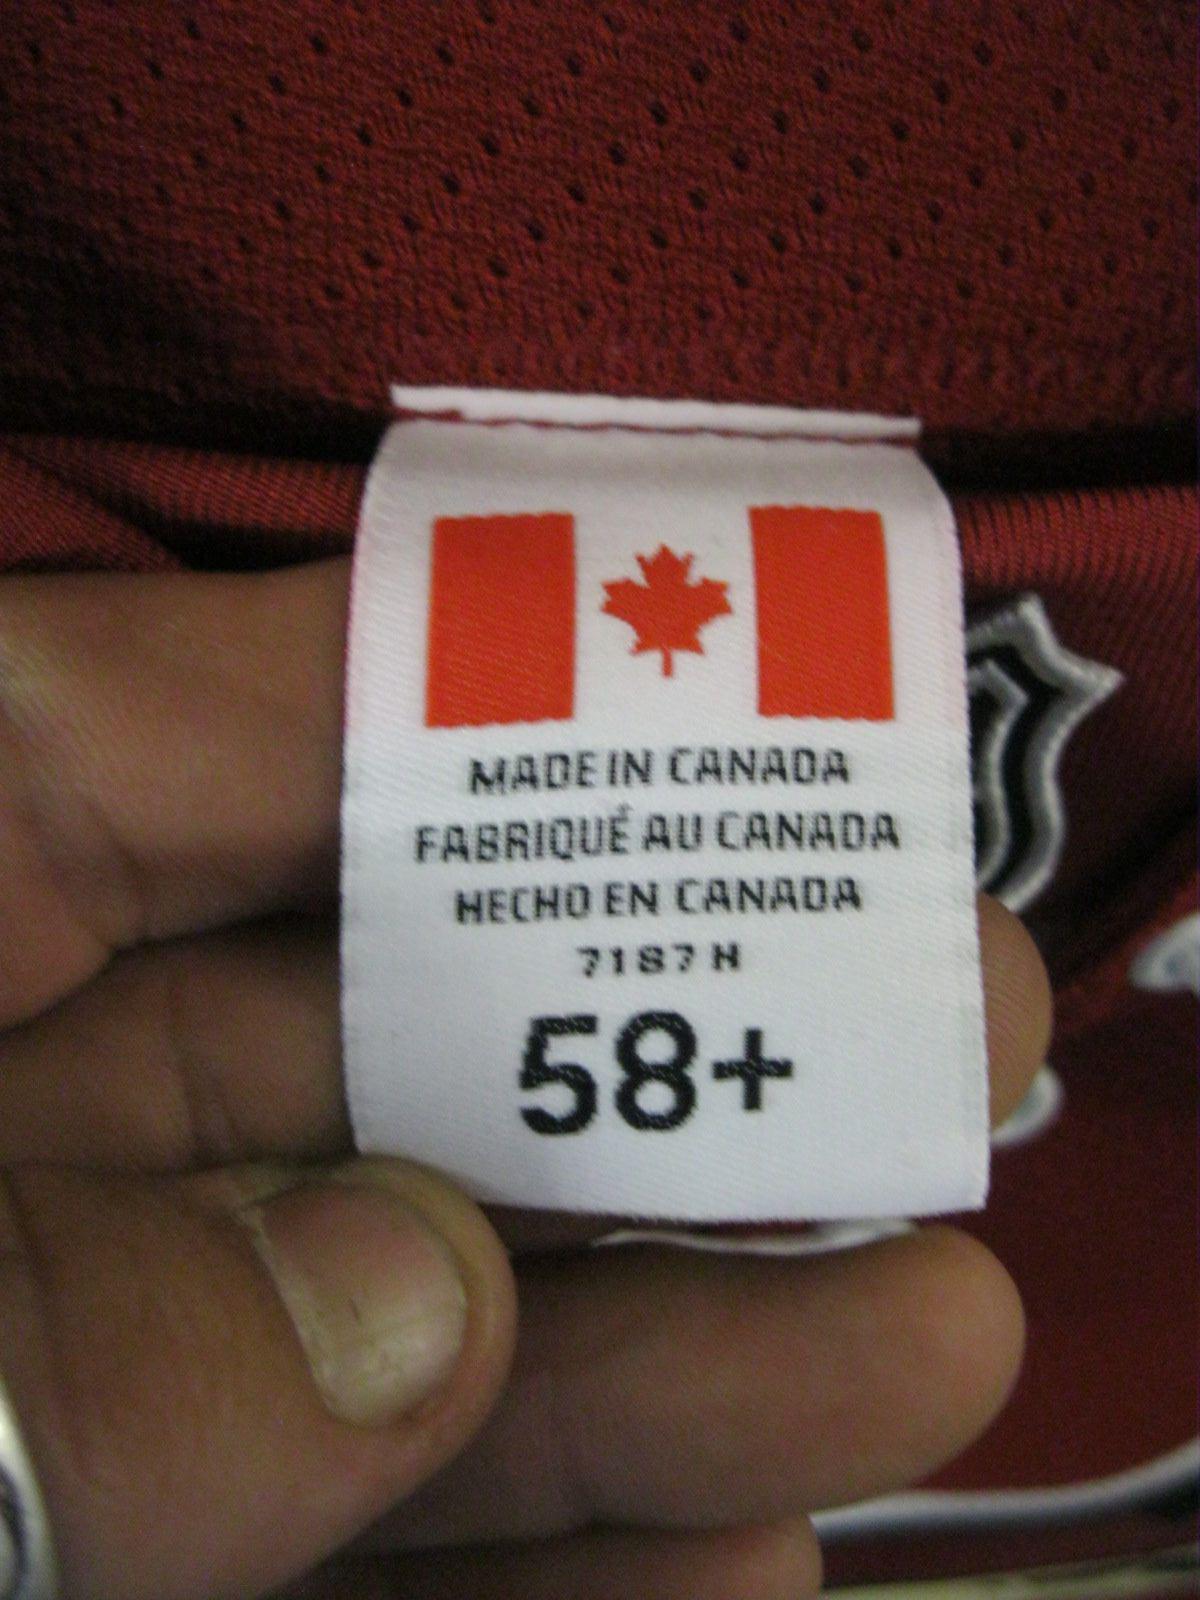 MADE IN CANADA
FABRIQUÉ AU CANADA
HECHO EN CANADA
7187 H
58+